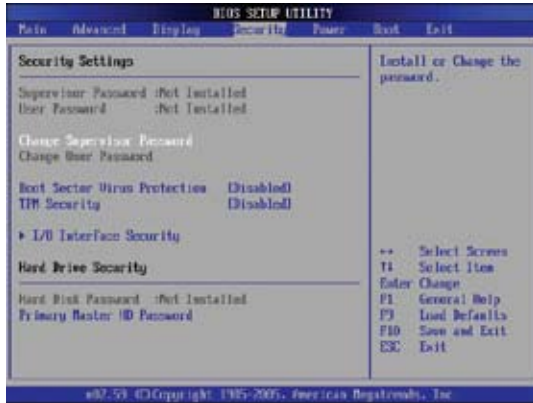 BIOS SETUP UTILITY
Main Advanced Display Security Power Boot Exit
Security Settings
Supervisor Password :Not Installed
User Password :Not Installed
Change Supervisor Password
Change User Password
Boot Sector Virus Protection [Disabled]
TPM Security [Disabled]
▶ I/O Interface Security
Hard Drive Security
Hard Disk Password :Not Installed
Primary Master HD Password
Install or Change the
password.
↔ Select Screen
↑↓ Select Item
Enter Change
F1 General Help
F9 Load Defaults
F10 Save and Exit
ESC Exit
v02.59 (C)Copyright 1985-2005, American Megatrends, Inc